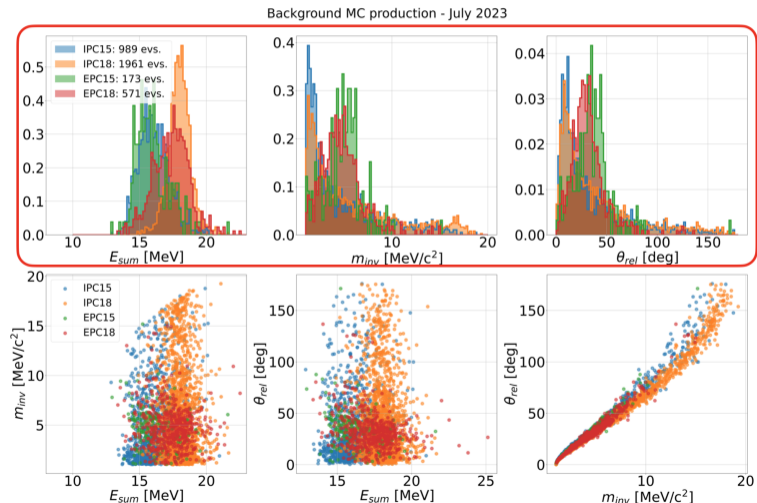 Background MC production - July 2023
IPC15: 989 evs.
IPC18: 1961 evs.
EPC15: 173 evs.
EPC18: 571 evs.
0.5
0.4
0.3
0.2
0.1
0.0
10 15 20
E_sum [MeV]
0.4
0.3
0.2
0.1
0.0
10 20
m_inv [MeV/c²]
0.04
0.03
0.02
0.01
0.00
0 50 100 150
θ_rel [deg]
IPC15
IPC18
EPC15
EPC18
20
15
10
5
m_inv [MeV/c²]
10 15 20
E_sum [MeV]
150
100
50
0
θ_rel [deg]
10 15 20 25
E_sum [MeV]
150
100
50
0
θ_rel [deg]
10 20
m_inv [MeV/c²]